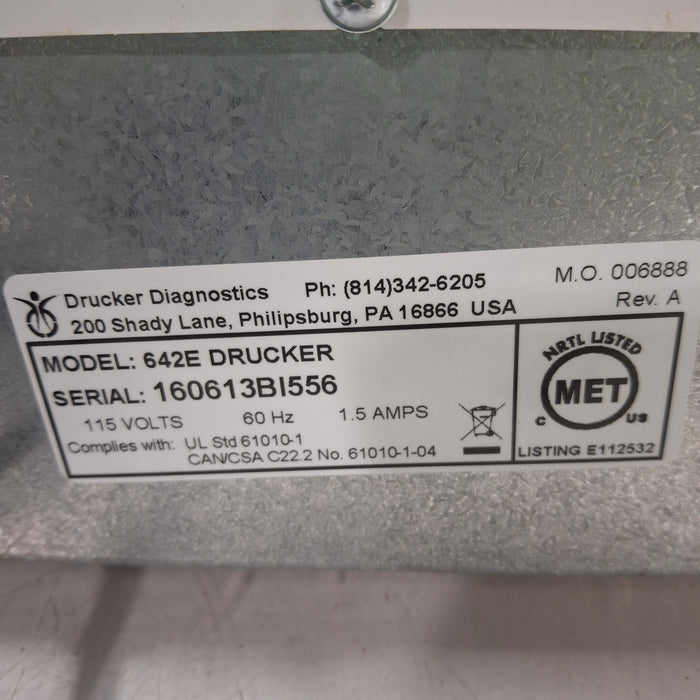 Drucker Diagnostics Ph: (814)342-6205 M.O. 006888
200 Shady Lane, Philipsburg, PA 16866 USA Rev. A
MODEL: 642E DRUCKER
SERIAL: 160613BI556
115 VOLTS 60 Hz 1.5 AMPS
Complies with: UL Std 61010-1
CAN/CSA C22.2 No. 61010-1-04
NRTL LISTED
MET
C US
LISTING E112532